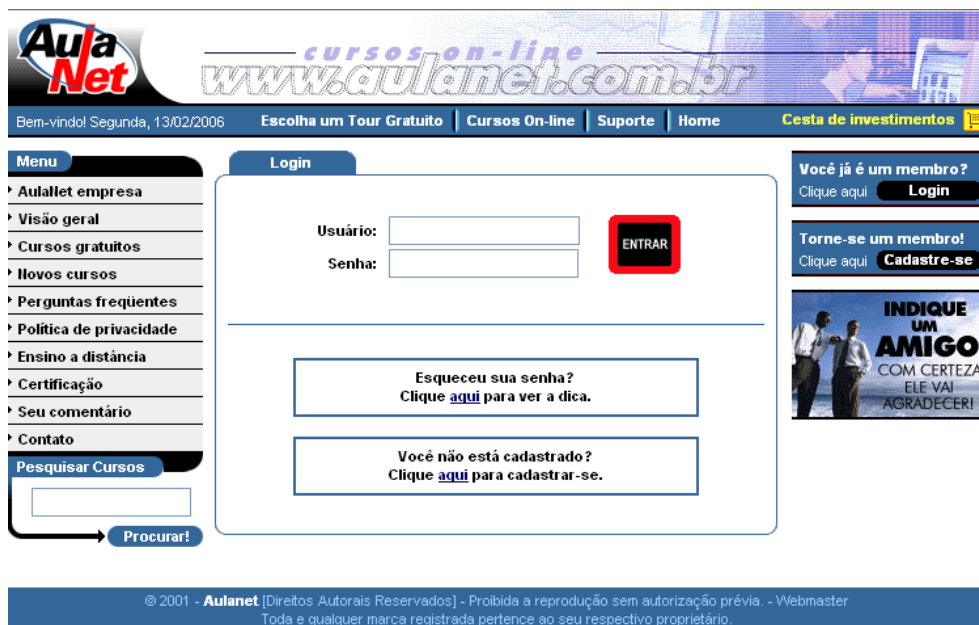 Aula
Net
cursos on-line
www.aulanet.com.br
Bem-vindo! Segunda, 13/02/2006
Escolha um Tour Gratuito
Cursos On-line
Suporte
Home
Cesta de investimentos
Menu
AulaNet empresa
Visão geral
Cursos gratuitos
Novos cursos
Perguntas freqüentes
Política de privacidade
Ensino a distância
Certificação
Seu comentário
Contato
Pesquisar Cursos
Procurar!
Login
Usuário:
ENTRAR
Senha:
Esqueceu sua senha?
Clique aqui para ver a dica.
Você não está cadastrado?
Clique aqui para cadastrar-se.
Você já é um membro?
Clique aqui Login
Torne-se um membro!
Clique aqui Cadastre-se
INDIQUE
UM
AMIGO
COM CERTEZA
ELE VAI
AGRADECER!
© 2001 - Aulanet [Direitos Autorais Reservados] - Proibida a reprodução sem autorização prévia. - Webmaster
Toda e qualquer marca registrada pertence ao seu respectivo proprietário.